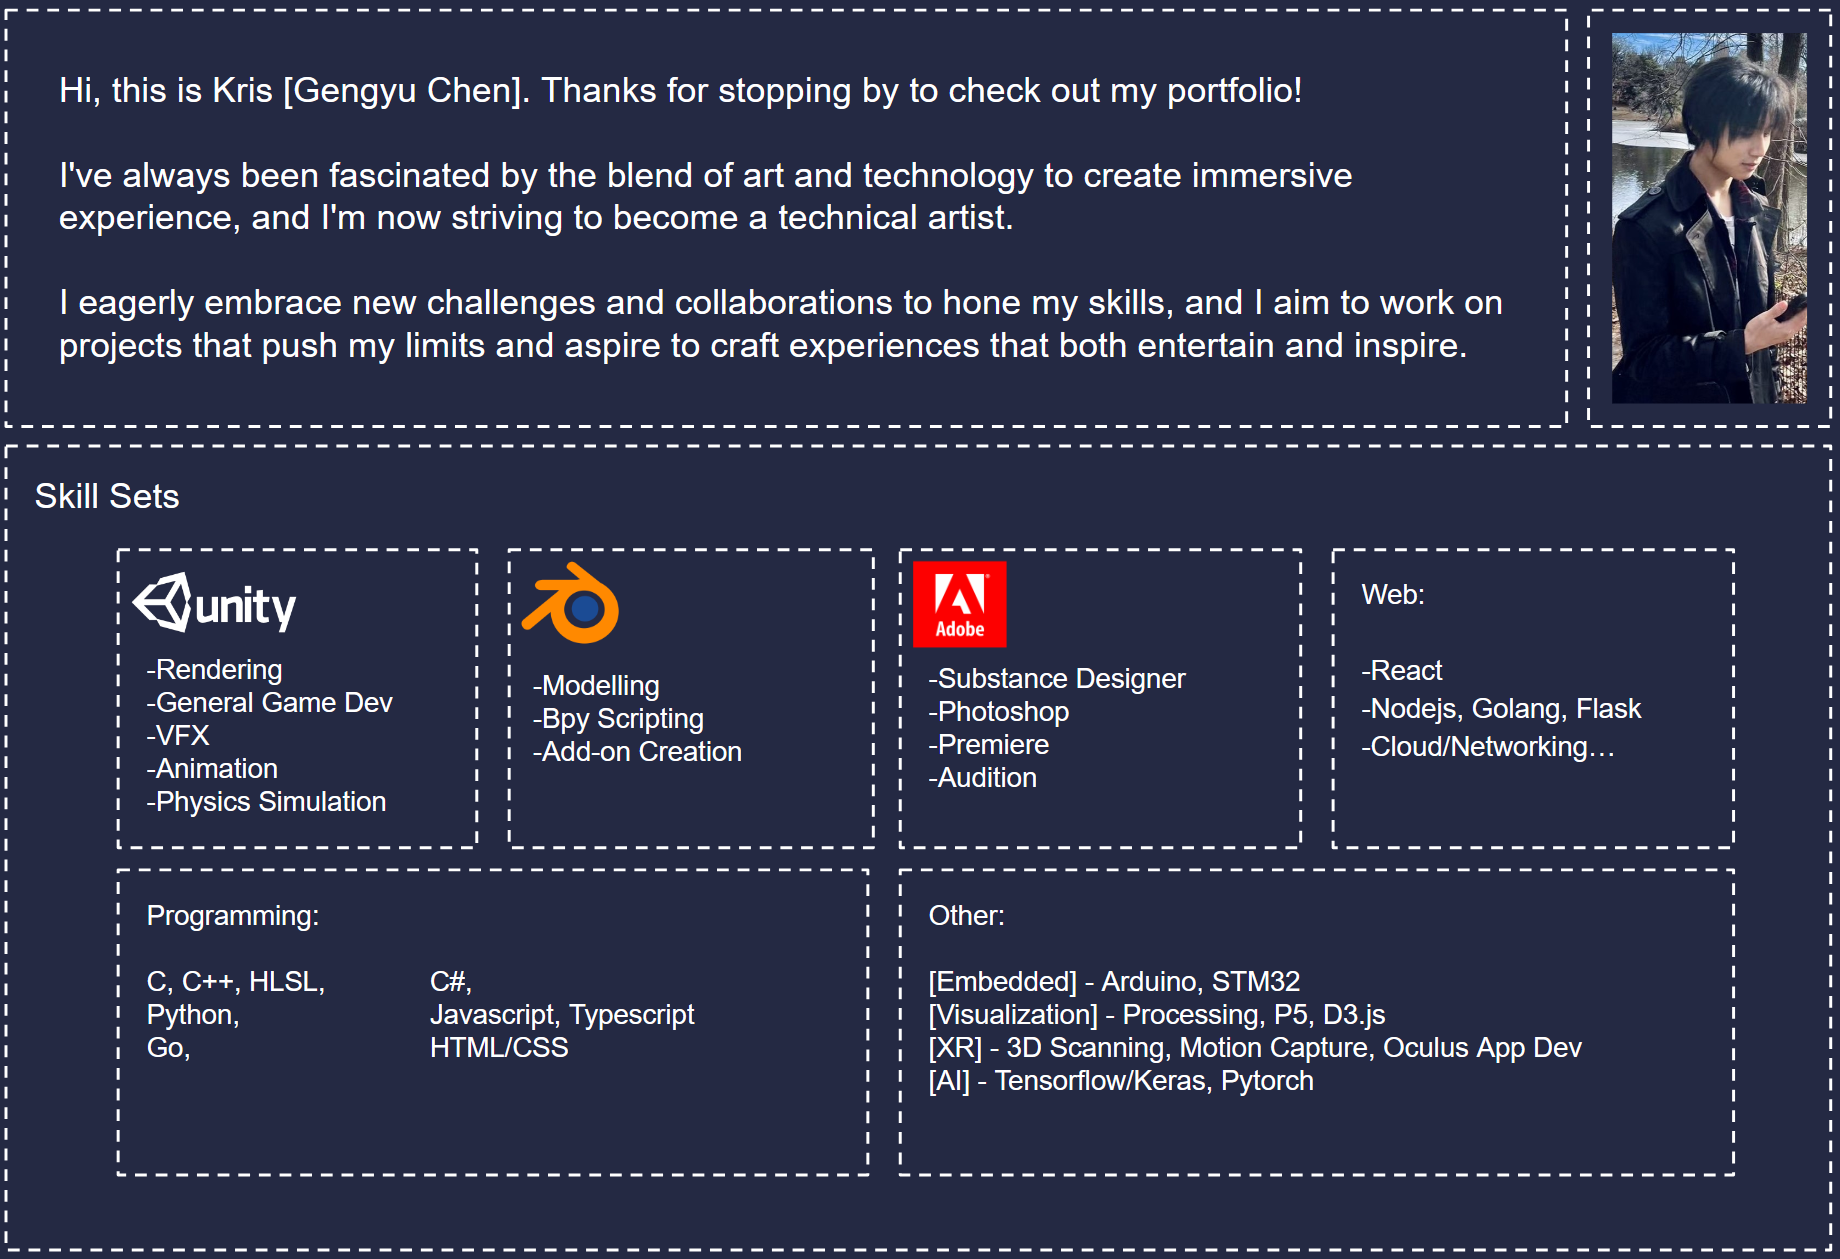 Hi, this is Kris [Gengyu Chen]. Thanks for stopping by to check out my portfolio!
I've always been fascinated by the blend of art and technology to create immersive
experience, and I'm now striving to become a technical artist.
I eagerly embrace new challenges and collaborations to hone my skills, and I aim to work on
projects that push my limits and aspire to craft experiences that both entertain and inspire.
Skill Sets
unity
-Rendering
-General Game Dev
-VFX
-Animation
-Physics Simulation
-Modelling
-Bpy Scripting
-Add-on Creation
Adobe
-Substance Designer
-Photoshop
-Premiere
-Audition
Web:
-React
-Nodejs, Golang, Flask
-Cloud/Networking…
Programming:
C, C++, HLSL,
Python,
Go,
C#,
Javascript, Typescript
HTML/CSS
Other:
[Embedded] - Arduino, STM32
[Visualization] - Processing, P5, D3.js
[XR] - 3D Scanning, Motion Capture, Oculus App Dev
[AI] - Tensorflow/Keras, Pytorch